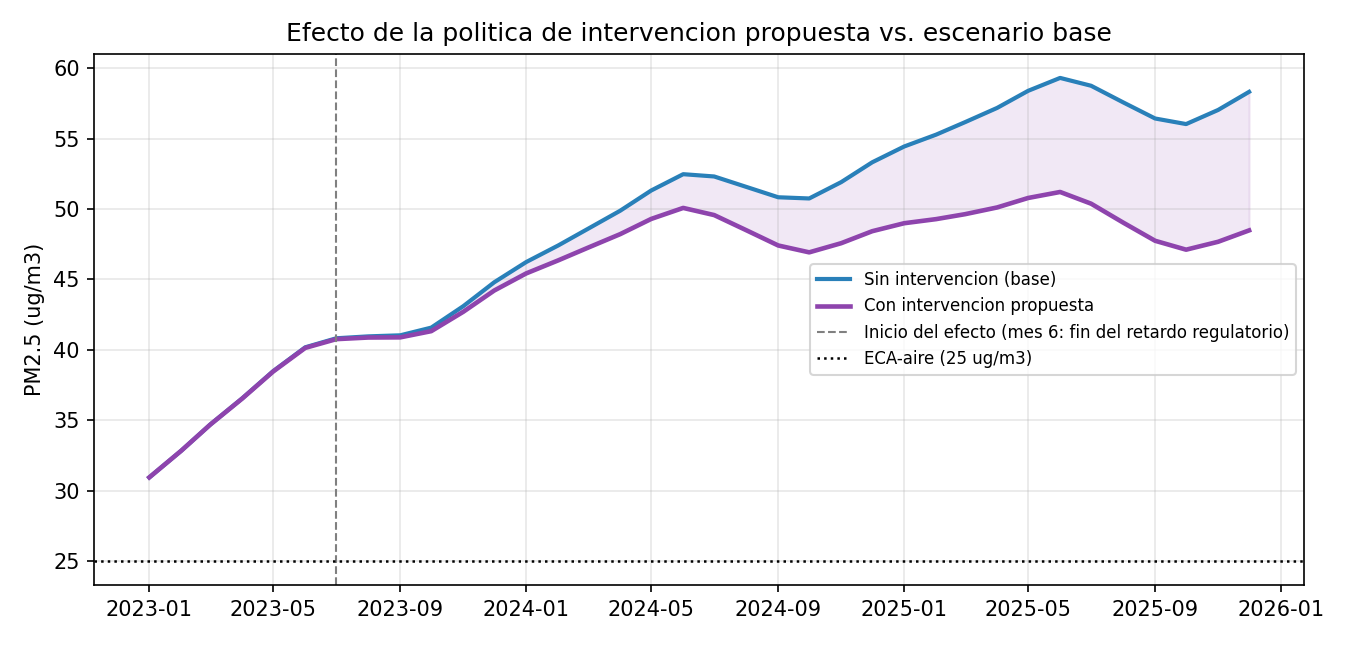 Efecto de la politica de intervencion propuesta vs. escenario base
PM2.5 (ug/m3)
60
55
50
45
40
35
30
25
Sin intervencion (base)
Con intervencion propuesta
Inicio del efecto (mes 6: fin del retardo regulatorio)
ECA-aire (25 ug/m3)
2023-01 2023-05 2023-09 2024-01 2024-05 2024-09 2025-01 2025-05 2025-09 2026-01